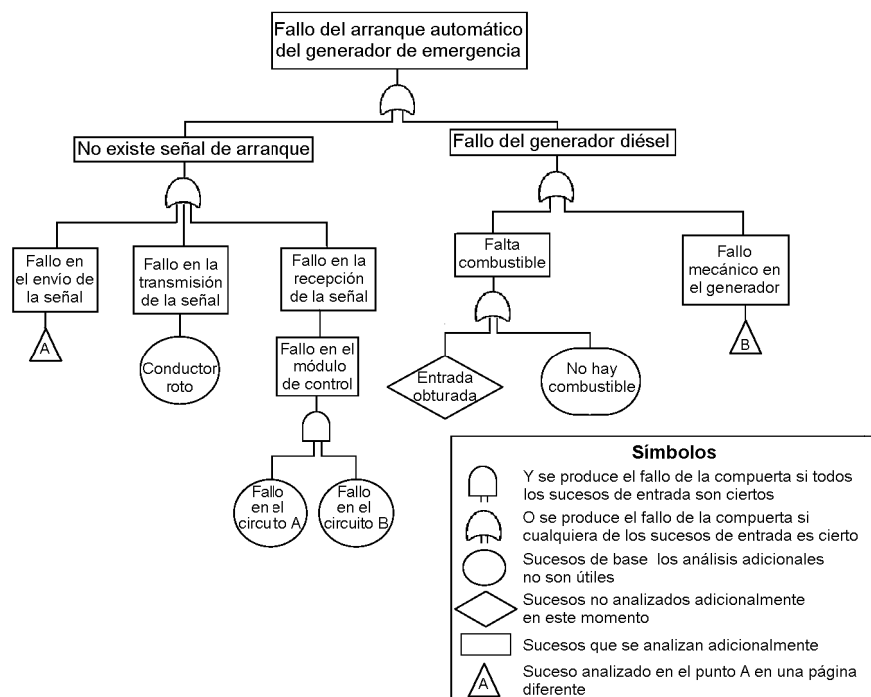 Fallo del arranque automático
del generador de emergencia
No existe señal de arranque
Fallo del generador diésel
Fallo en
el envío de
la señal
Fallo en la
transmisión
de la señal
Fallo en la
recepción
de la señal
Falta
combustible
Fallo
mecánico en
el generador
A
Conductor
roto
Fallo en el
módulo
de control
Entrada
obturada
No hay
combustible
B
Fallo
en el
circuto A
Fallo
en el
circuito B
Símbolos
Y se produce el fallo de la compuerta si todos
los sucesos de entrada son ciertos
O se produce el fallo de la compuerta si
cualquiera de los sucesos de entrada es cierto
Sucesos de base los análisis adicionales
no son útiles
Sucesos no analizados adicionalmente
en este momento
Sucesos que se analizan adicionalmente
A
Suceso analizado en el punto A en una página
diferente